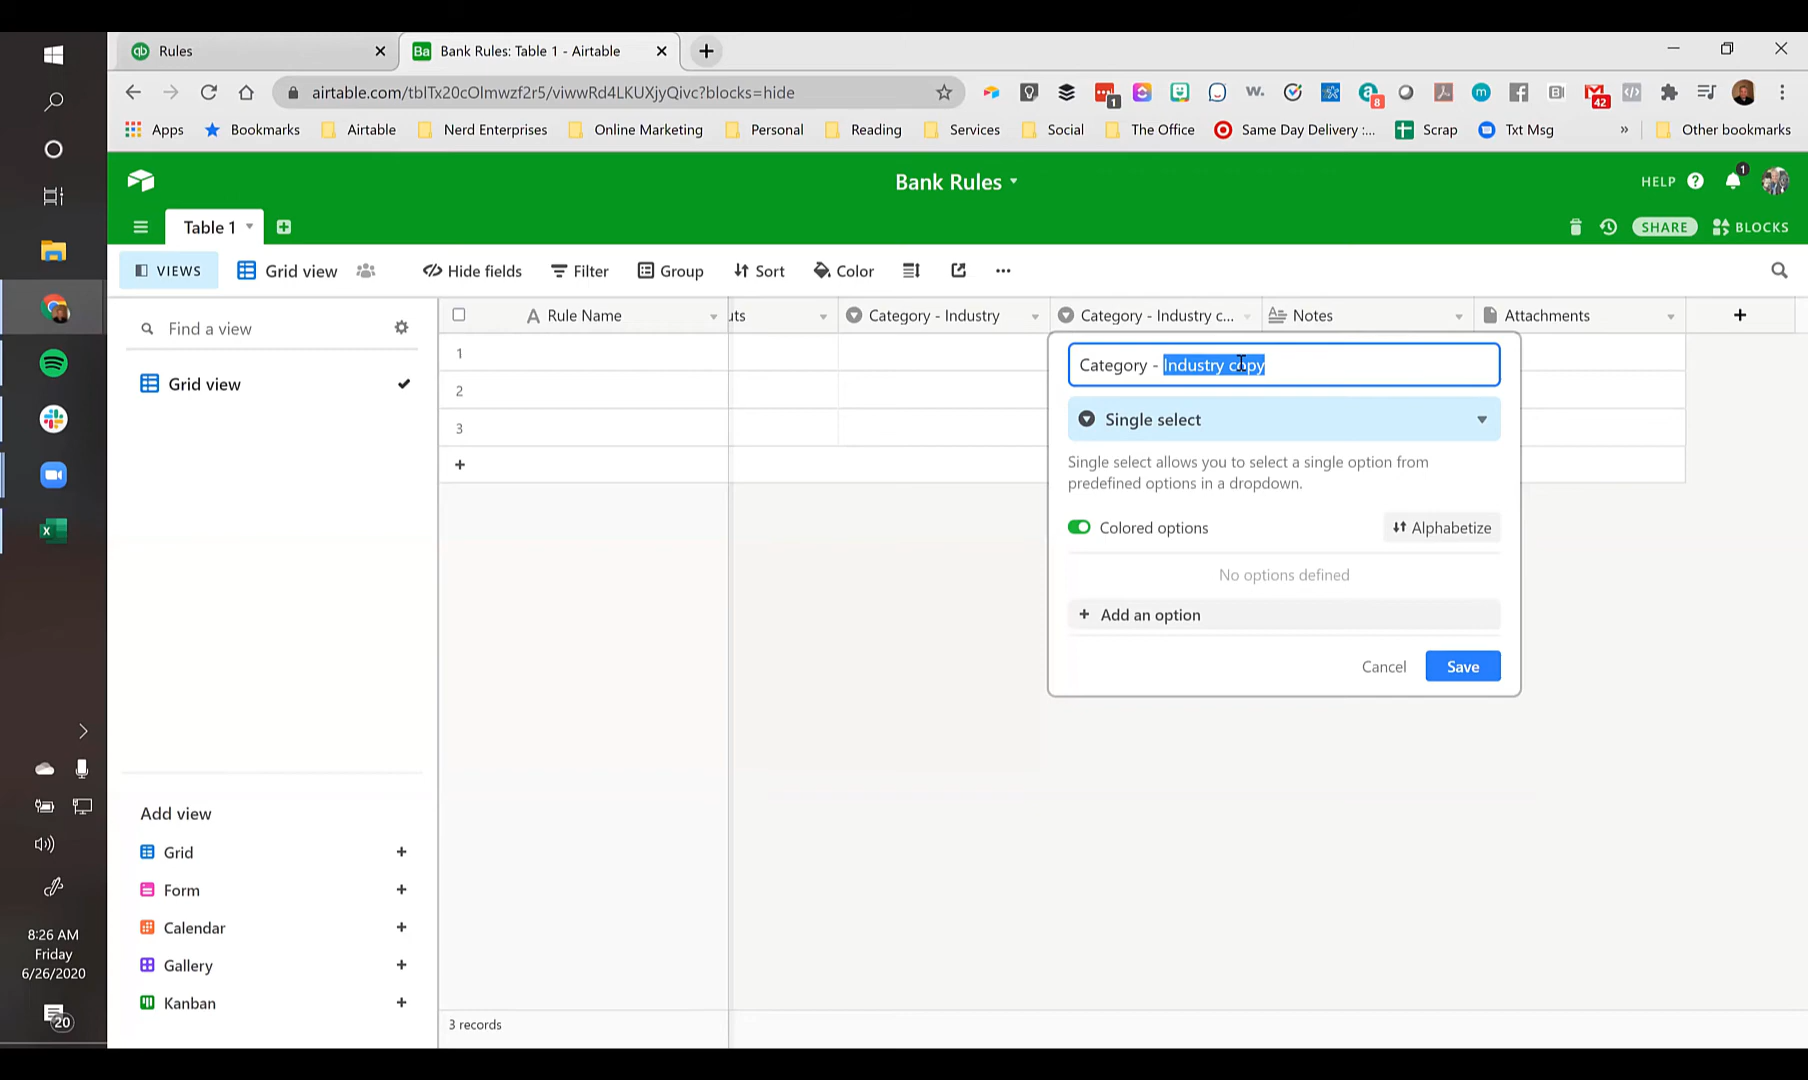 Rules
Ba Bank Rules: Table 1 - Airtable
airtable.com/tblTx20cOlmwzf2r5/viwwRd4LKUXjyQivc?blocks=hide
Apps
Bookmarks
Airtable
Nerd Enterprises
Online Marketing
Personal
Reading
Services
Social
The Office
Same Day Delivery :...
Scrap
Txt Msg
»
Other bookmarks
1
8
42
Bank Rules
HELP
1
Table 1
SHARE
BLOCKS
VIEWS
Grid view
Hide fields
Filter
Group
Sort
Color
Find a view
Grid view
Rule Name
uts
Category - Industry
Category - Industry c...
Notes
Attachments
1
2
3
Category - Industry copy
Single select
Single select allows you to select a single option from
predefined options in a dropdown.
Colored options
Alphabetize
No options defined
Add an option
Cancel
Save
Add view
Grid
Form
Calendar
Gallery
Kanban
3 records
8:26 AM
Friday
6/26/2020
20